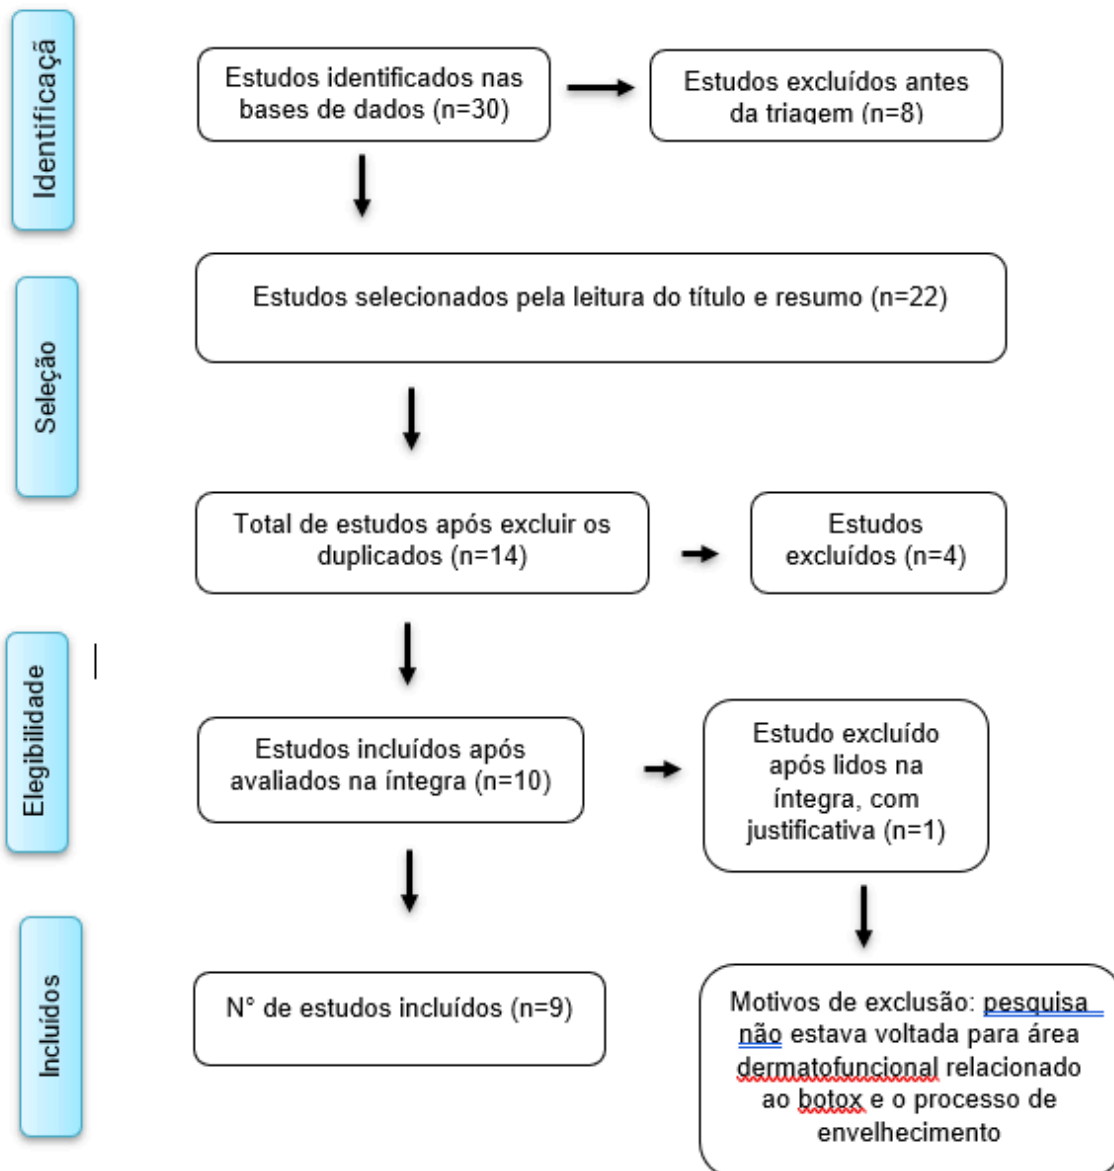 Identificaçã
Estudos identificados nas
bases de dados (n=30)
Estudos excluídos antes
da triagem (n=8)
Seleção
Estudos selecionados pela leitura do título e resumo (n=22)
Total de estudos após excluir os
duplicados (n=14)
Estudos
excluídos (n=4)
Elegibilidade
Estudos incluídos após
avaliados na íntegra (n=10)
Estudo excluído
após lidos na
íntegra, com
justificativa (n=1)
Incluídos
N° de estudos incluídos (n=9)
Motivos de exclusão: pesquisa
não estava voltada para área
dermatofuncional relacionado
ao botox e o processo de
envelhecimento